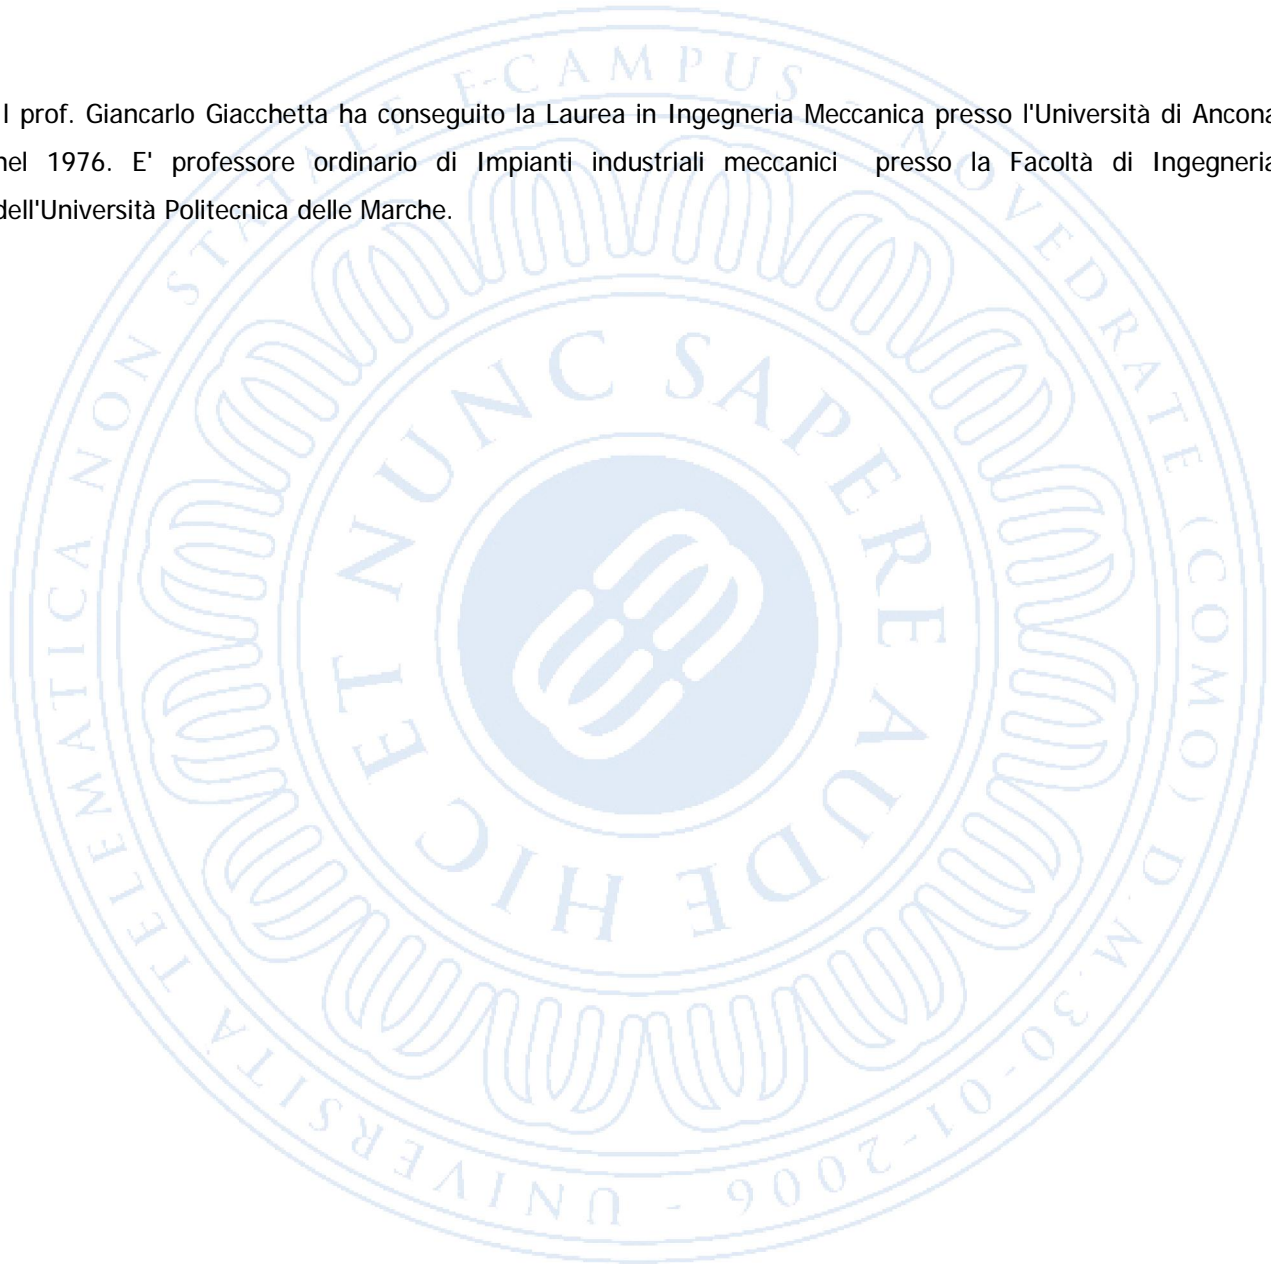 l prof. Giancarlo Giacchetta ha conseguito la Laurea in Ingegneria Meccanica presso l'Università di Ancona
nel 1976. E' professore ordinario di Impianti industriali meccanici presso la Facoltà di Ingegneria
dell'Università Politecnica delle Marche.
UNIVERSITÀ TELEMATICA NON STATALE E-CAMPUS - NOVEDRATE (COMO) D.M. 30-01-2006 -
SAPERE AUDE HIC ET NUNC